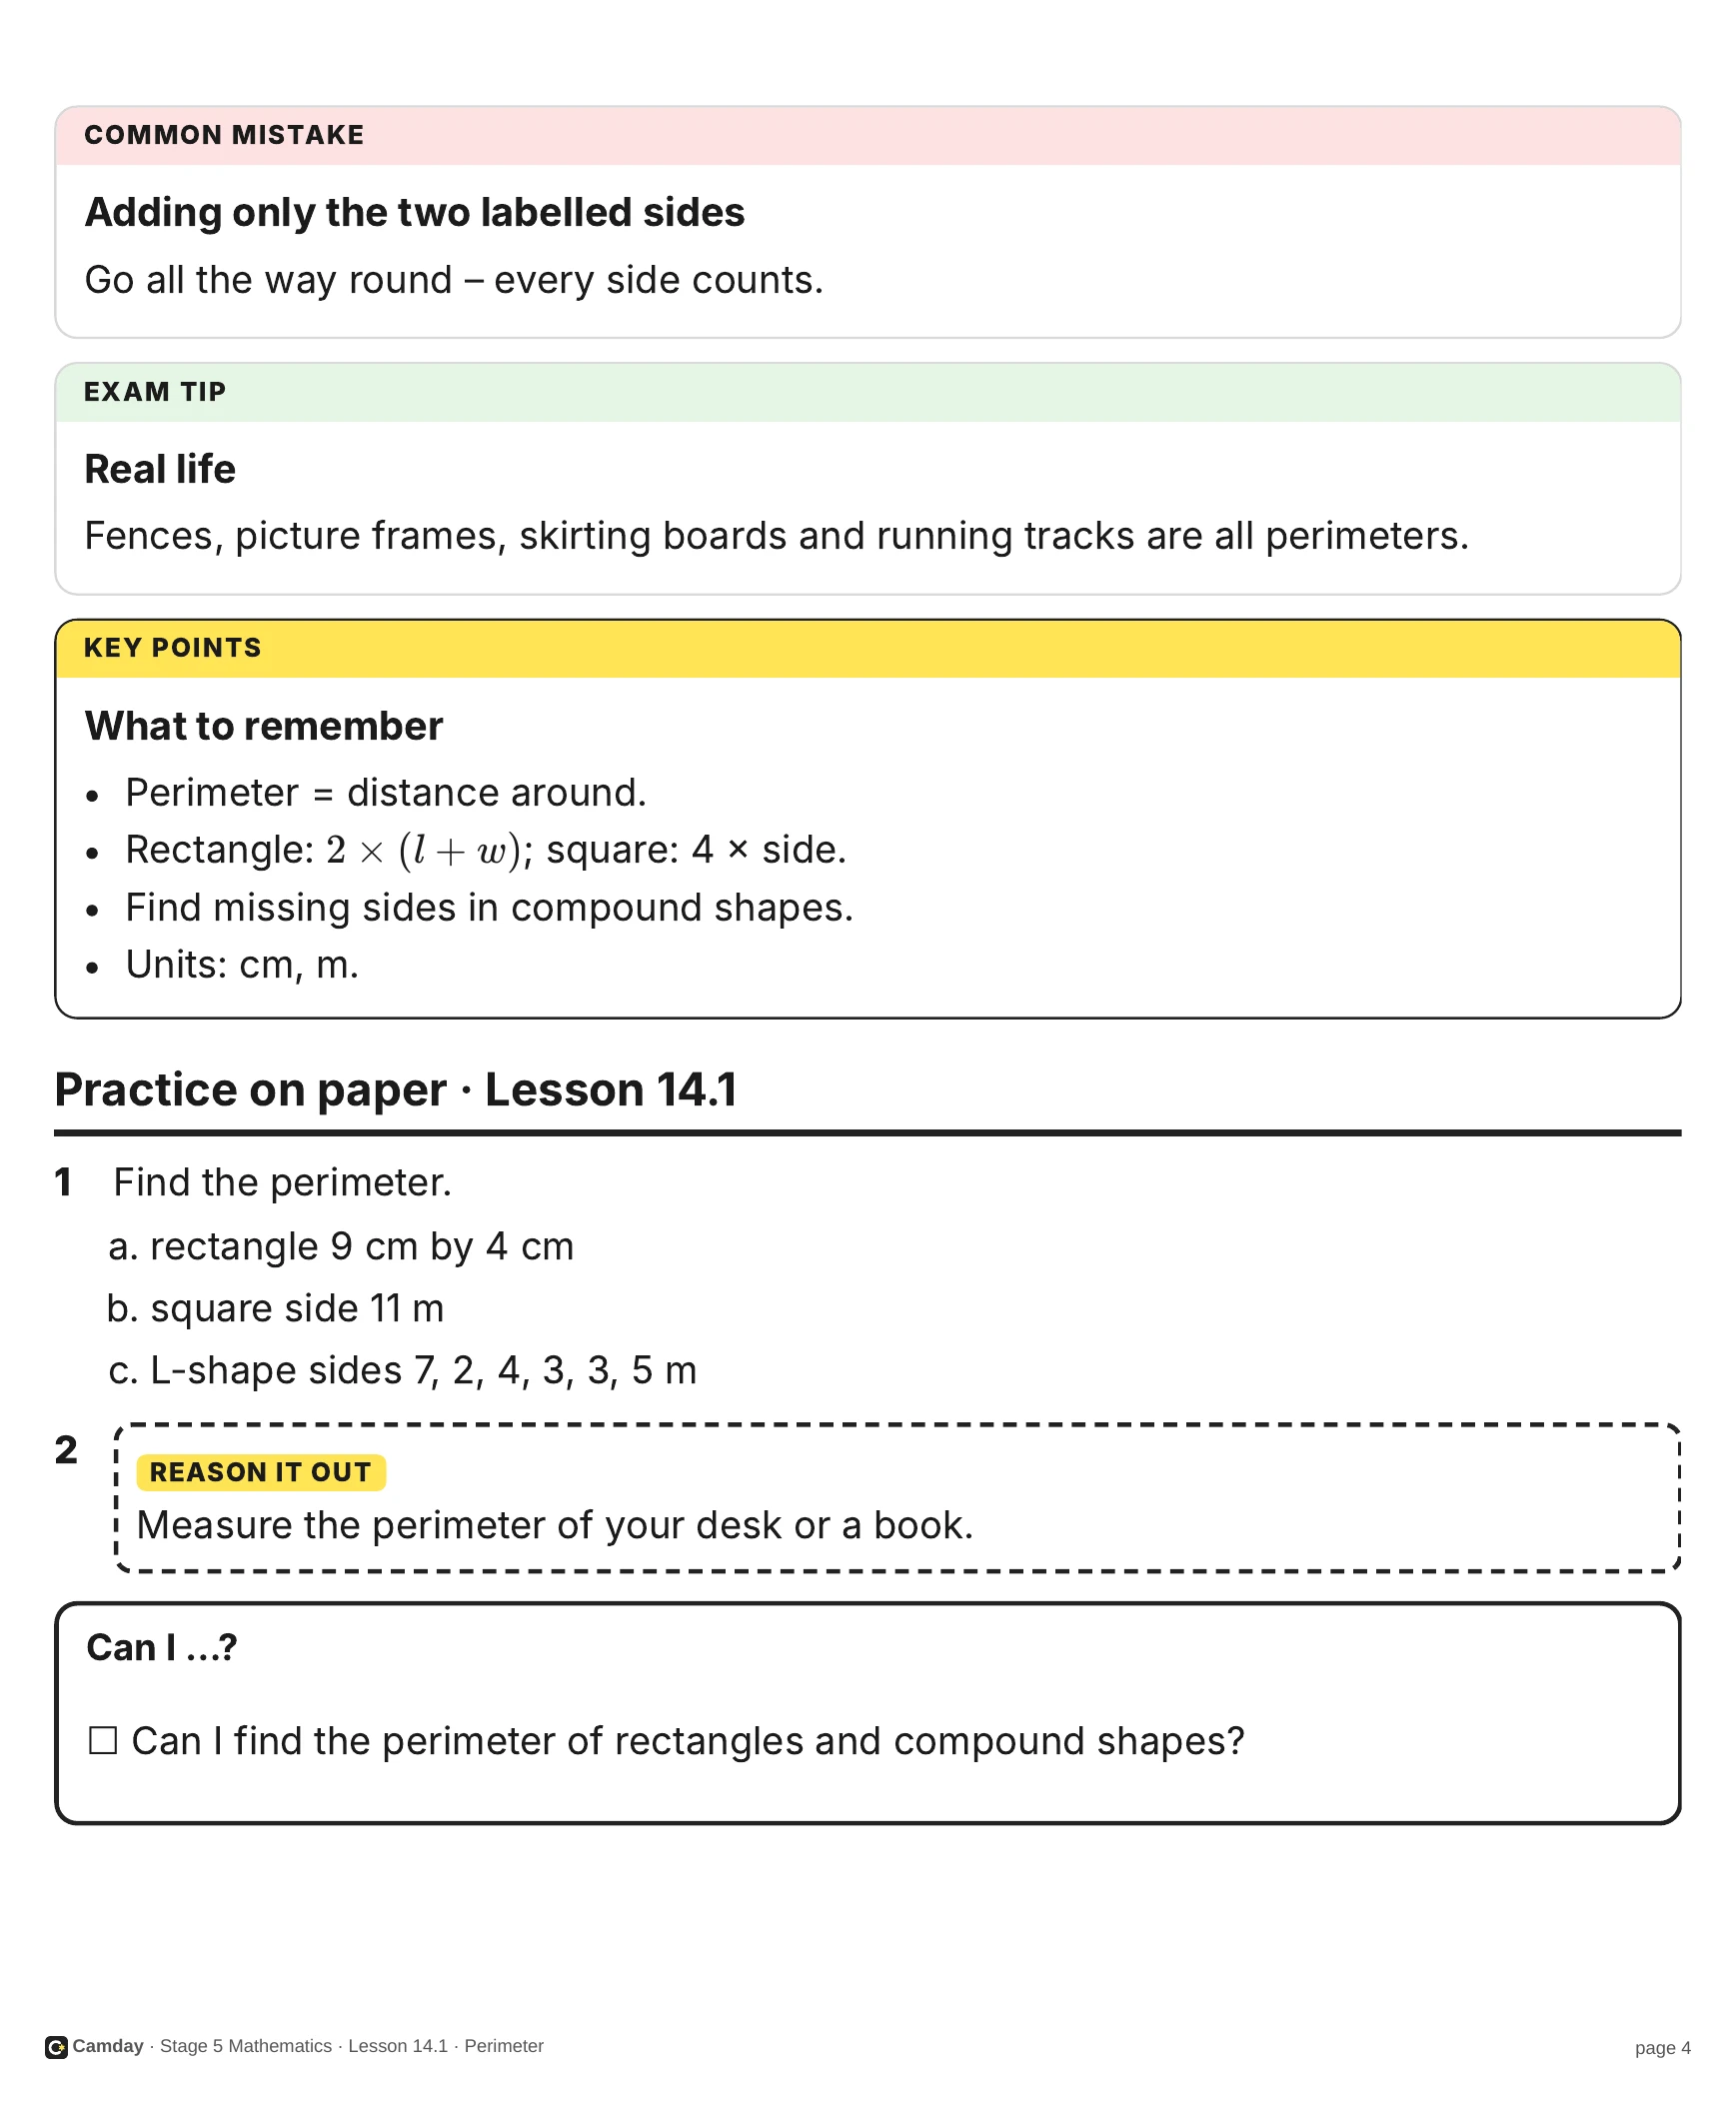 COMMON MISTAKE
Adding only the two labelled sides
Go all the way round – every side counts.
EXAM TIP
Real life
Fences, picture frames, skirting boards and running tracks are all perimeters.
KEY POINTS
What to remember
• Perimeter = distance around.
• Rectangle: 2 × (l + w); square: 4 × side.
• Find missing sides in compound shapes.
• Units: cm, m.
Practice on paper · Lesson 14.1
1 Find the perimeter.
a. rectangle 9 cm by 4 cm
b. square side 11 m
c. L-shape sides 7, 2, 4, 3, 3, 5 m
2
REASON IT OUT
Measure the perimeter of your desk or a book.
Can I …?
☐ Can I find the perimeter of rectangles and compound shapes?
Camday · Stage 5 Mathematics · Lesson 14.1 · Perimeter
page 4